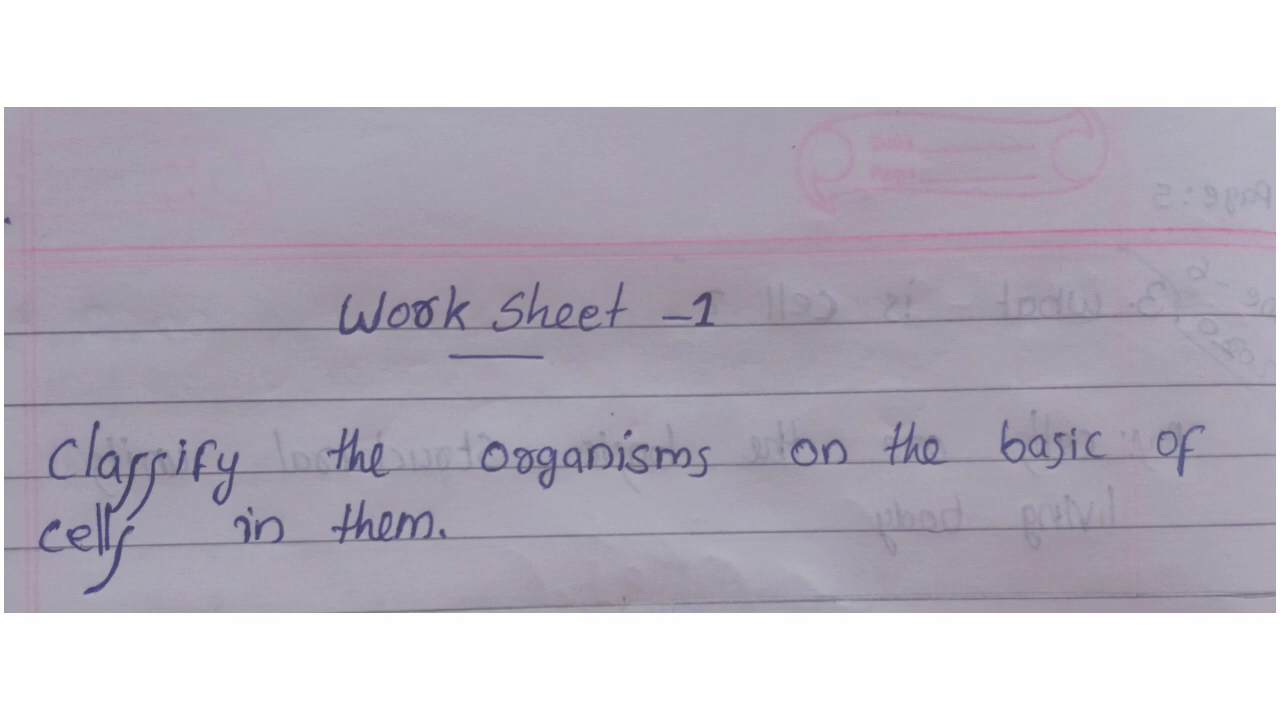 Work Sheet -1
Classify the organisms on the basic of
cells in them.